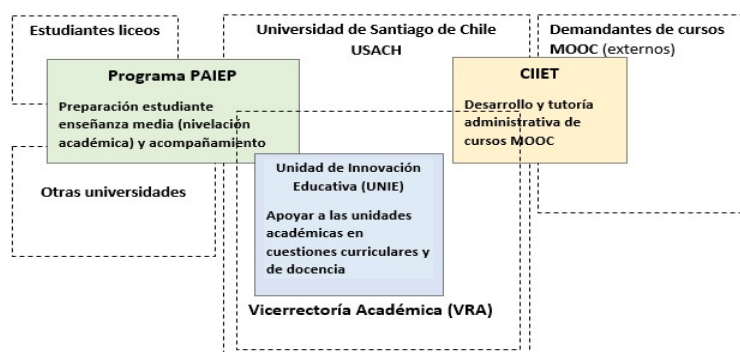 Estudiantes liceos
Universidad de Santiago de Chile
USACH
Demandantes de cursos
MOOC (externos)
Programa PAIEP
Preparación estudiante
enseñanza media (nivelación
académica) y acompañamiento
CIIET
Desarrollo y tutoría
administrativa de
cursos MOOC
Otras universidades
Unidad de Innovación
Educativa (UNIE)
Apoyar a las unidades
académicas en
cuestiones curriculares y
de docencia
Vicerrectoría Académica (VRA)